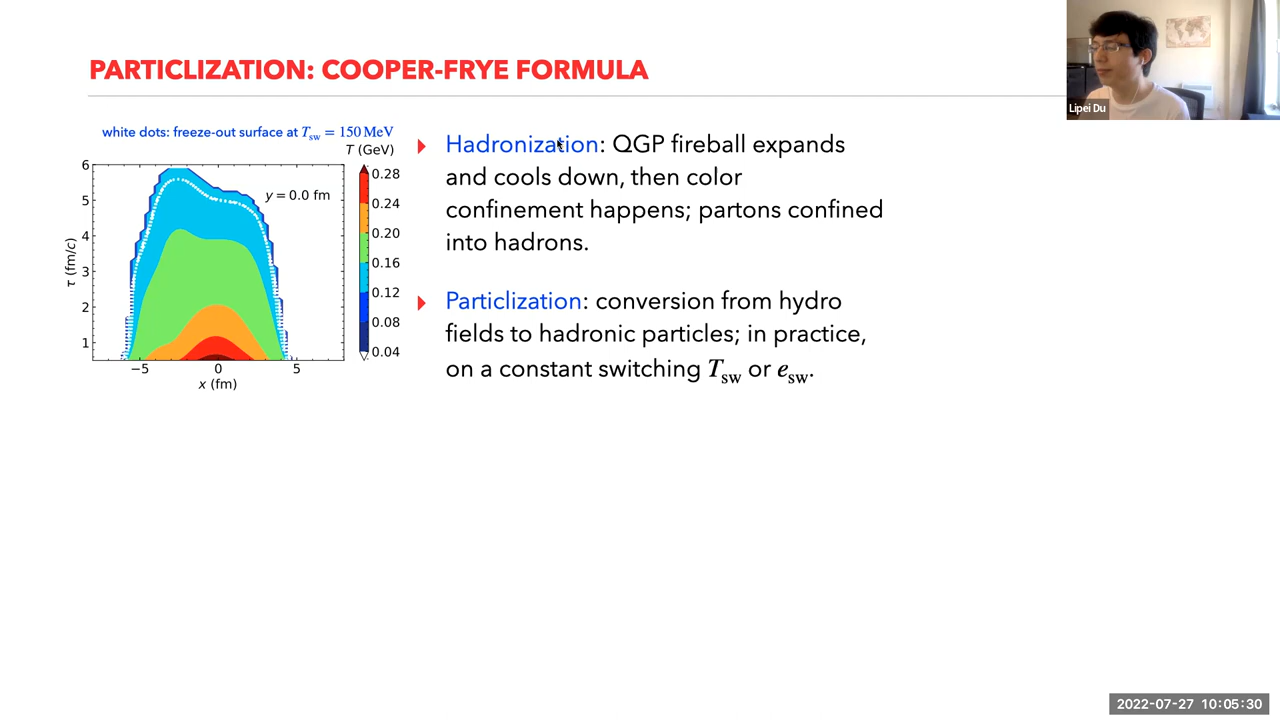 PARTICLIZATION: COOPER-FRYE FORMULA
Lipei Du
white dots: freeze-out surface at T_sw = 150 MeV
T (GeV)
y = 0.0 fm
6
5
4
3
2
1
τ (fm/c)
−5 0 5
x (fm)
0.28
0.24
0.20
0.16
0.12
0.08
0.04
Hadronization: QGP fireball expands
and cools down, then color
confinement happens; partons confined
into hadrons.
Particlization: conversion from hydro
fields to hadronic particles; in practice,
on a constant switching T_sw or e_sw.
2022-07-27 10:05:30